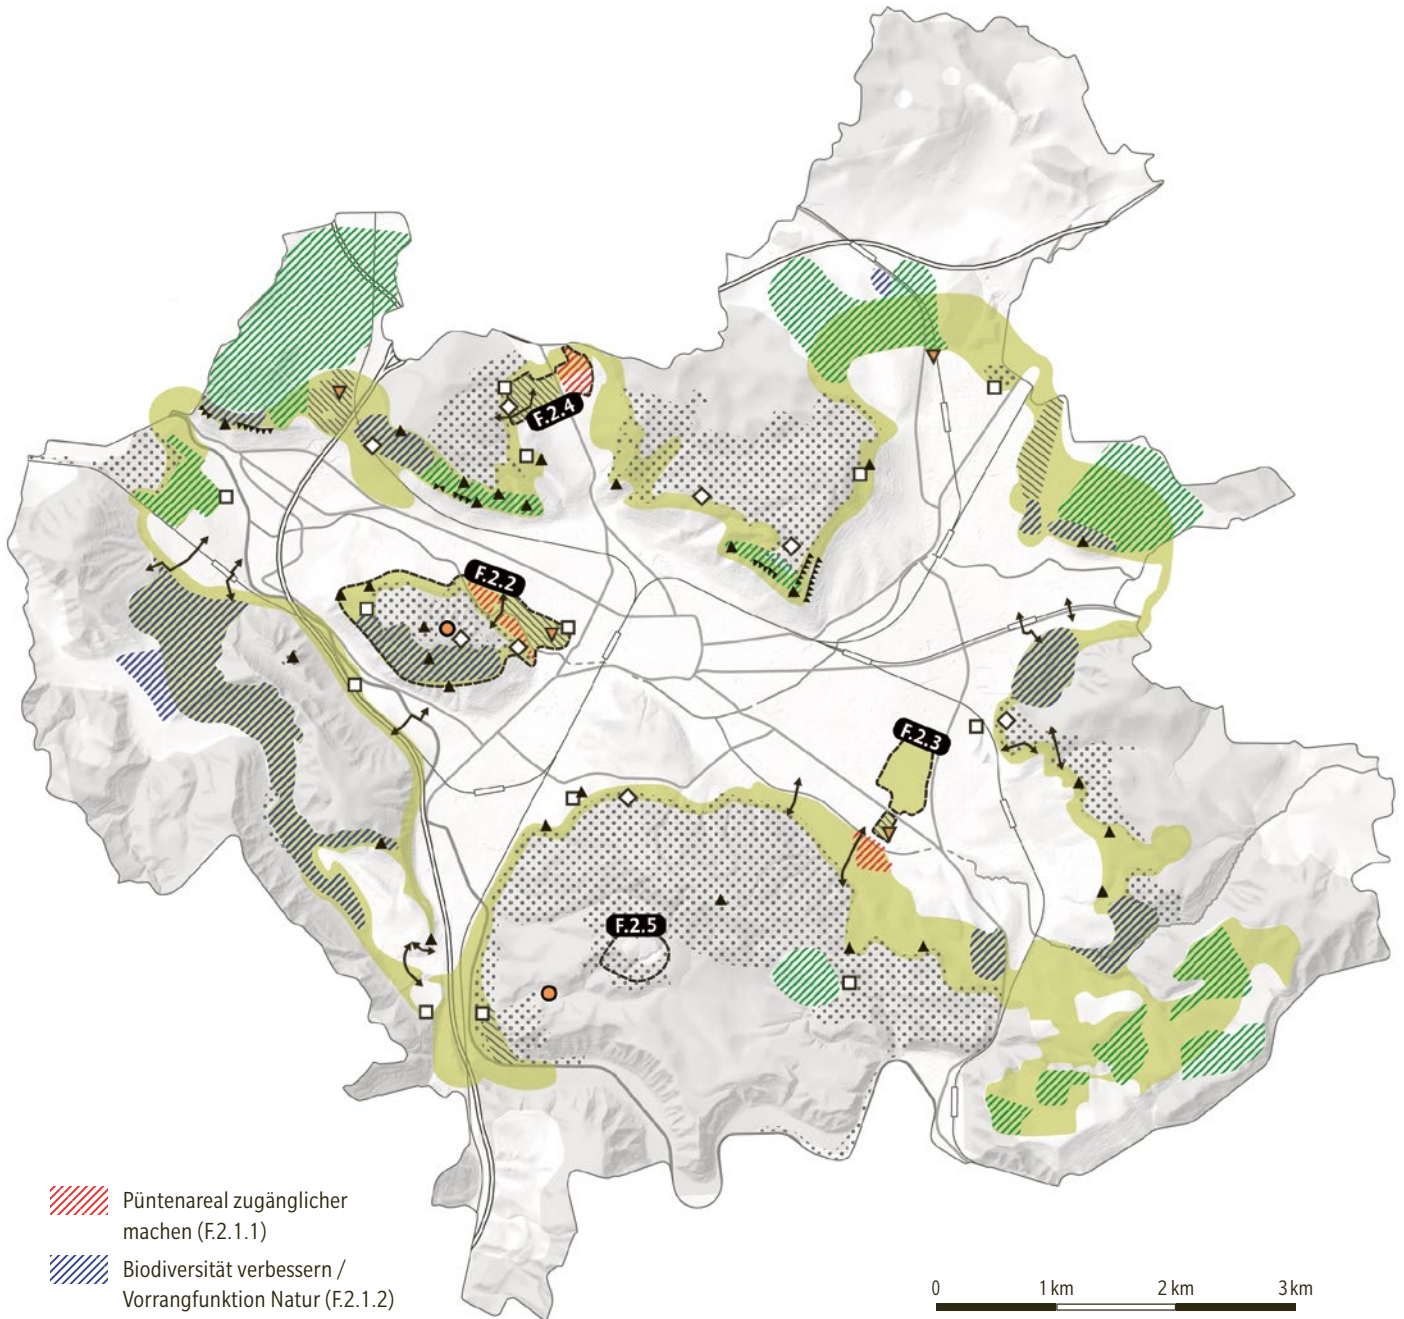 F.2.4
F.2.2
F.2.3
F.2.5
Püntenareal zugänglicher
machen (F.2.1.1)
Biodiversität verbessern /
Vorrangfunktion Natur (F.2.1.2)
0 1 km 2 km 3 km